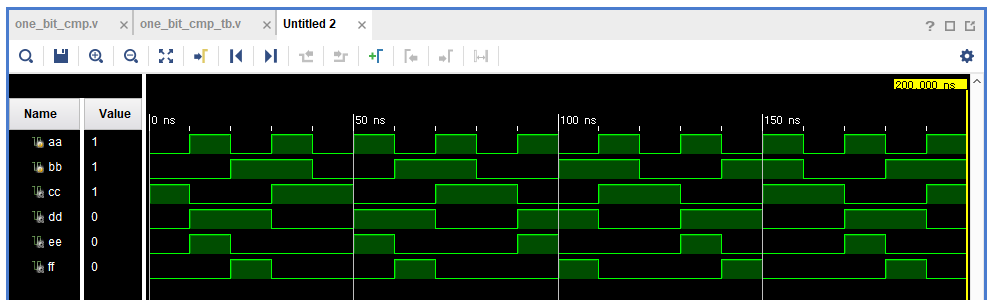 one_bit_cmp.v
one_bit_cmp_tb.v
Untitled 2
200.000 ns
Name
Value
0 ns
50 ns
100 ns
150 ns
aa
1
bb
1
cc
1
dd
0
ee
0
ff
0